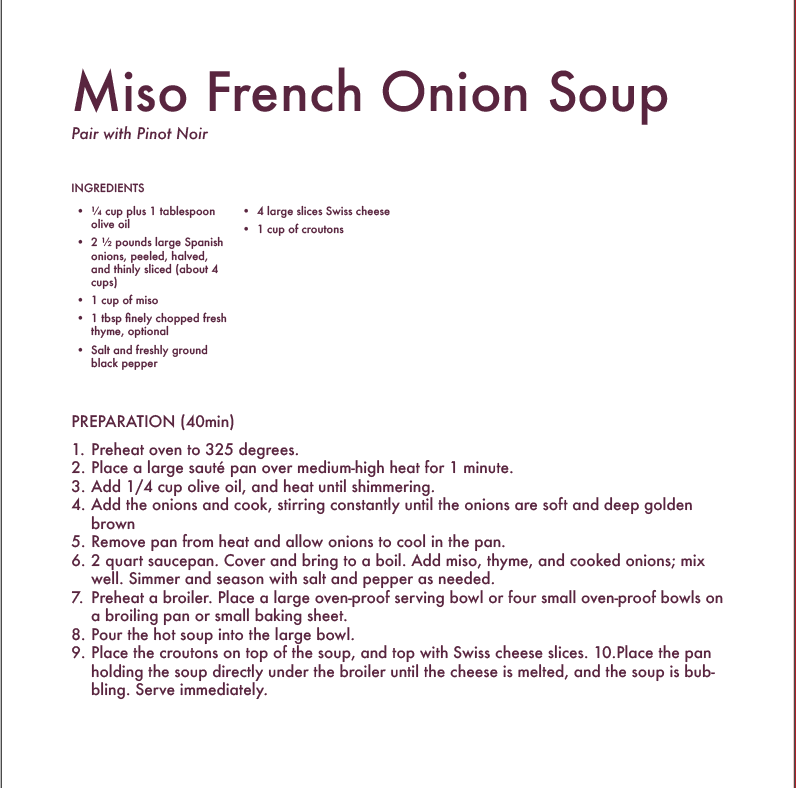 Miso French Onion Soup
Pair with Pinot Noir
INGREDIENTS
• ¼ cup plus 1 tablespoon
olive oil
• 2 ½ pounds large Spanish
onions, peeled, halved,
and thinly sliced (about 4
cups)
• 1 cup of miso
• 1 tbsp finely chopped fresh
thyme, optional
• Salt and freshly ground
black pepper
• 4 large slices Swiss cheese
• 1 cup of croutons
PREPARATION (40min)
1. Preheat oven to 325 degrees.
2. Place a large sauté pan over medium-high heat for 1 minute.
3. Add 1/4 cup olive oil, and heat until shimmering.
4. Add the onions and cook, stirring constantly until the onions are soft and deep golden
brown
5. Remove pan from heat and allow onions to cool in the pan.
6. 2 quart saucepan. Cover and bring to a boil. Add miso, thyme, and cooked onions; mix
well. Simmer and season with salt and pepper as needed.
7. Preheat a broiler. Place a large oven-proof serving bowl or four small oven-proof bowls on
a broiling pan or small baking sheet.
8. Pour the hot soup into the large bowl.
9. Place the croutons on top of the soup, and top with Swiss cheese slices. 10.Place the pan
holding the soup directly under the broiler until the cheese is melted, and the soup is bub-
bling. Serve immediately.